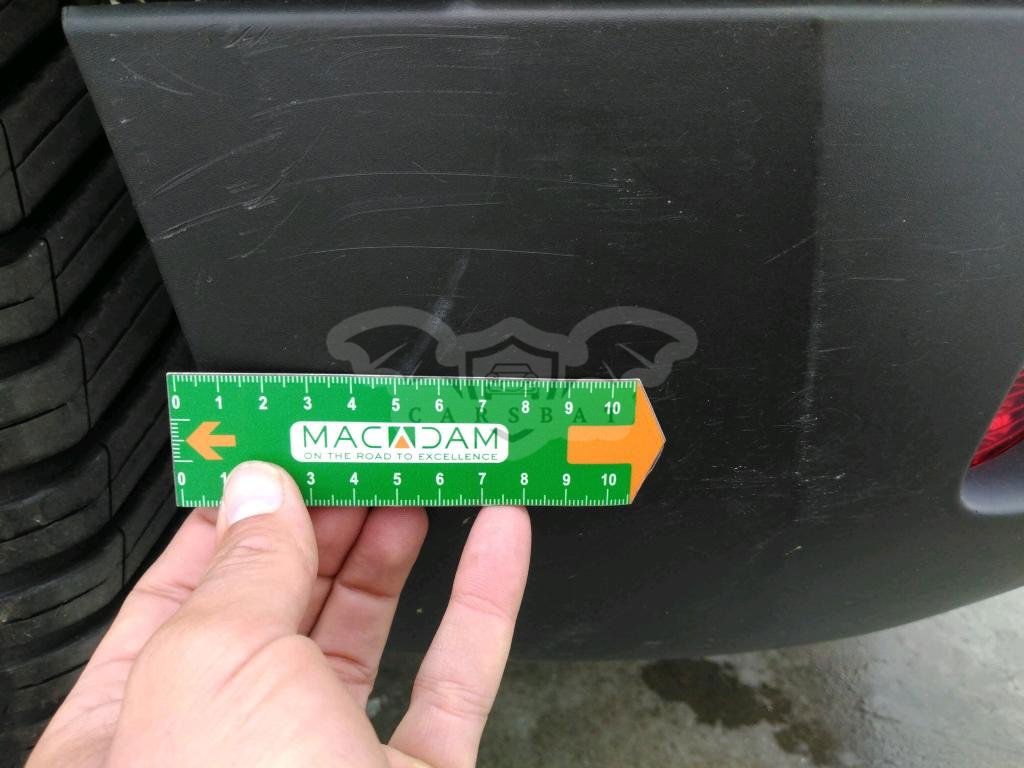 0 1 2 3 4 5 6 7 8 9 10
CARSBAT
MACADAM
ON THE ROAD TO EXCELLENCE
0 1 3 4 5 6 7 8 9 10